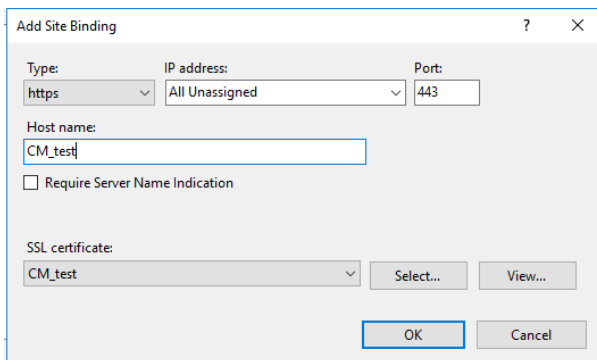 Add Site Binding ?
Type: IP address: Port:
https All Unassigned 443
Host name:
CM_test
Require Server Name Indication
SSL certificate:
CM_test Select... View...
OK Cancel